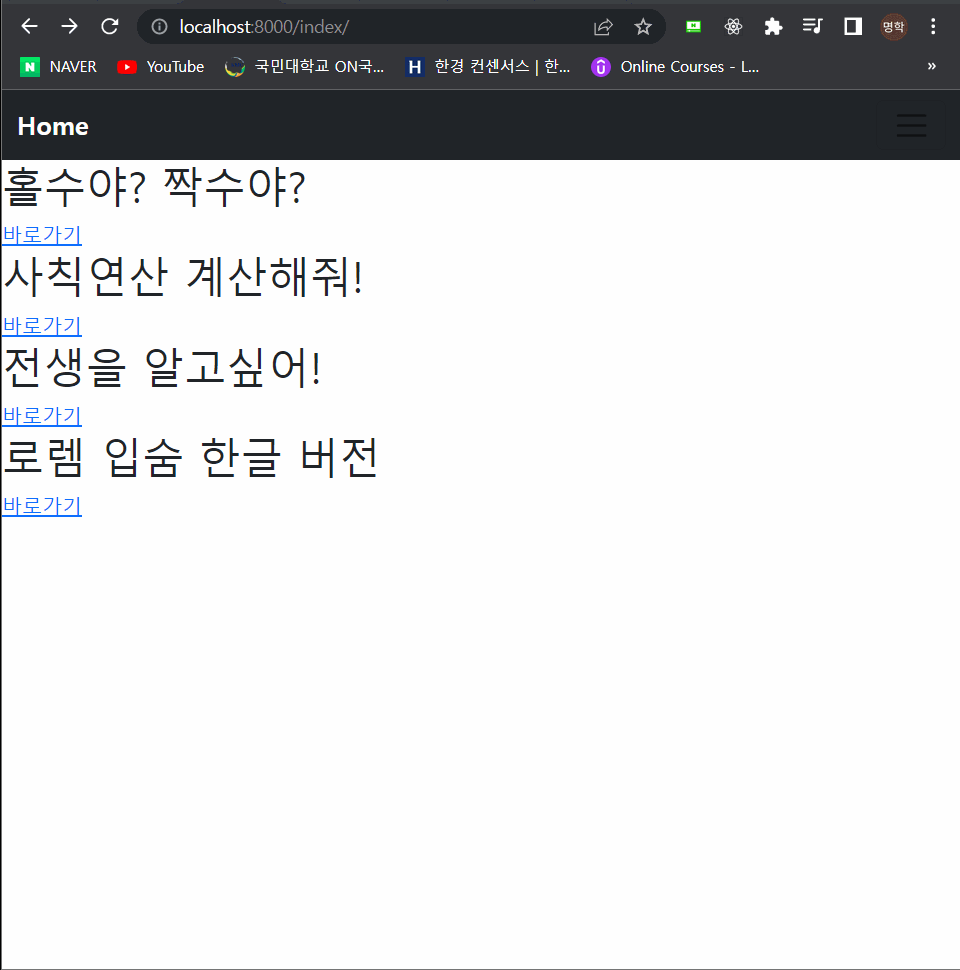 localhost:8000/index/
명학
N NAVER YouTube 국민대학교 ON국... H 한경 컨센서스 | 한... Online Courses - L... »
Home
홀수야? 짝수야?
바로가기
사칙연산 계산해줘!
바로가기
전생을 알고싶어!
바로가기
로렘 입숨 한글 버전
바로가기